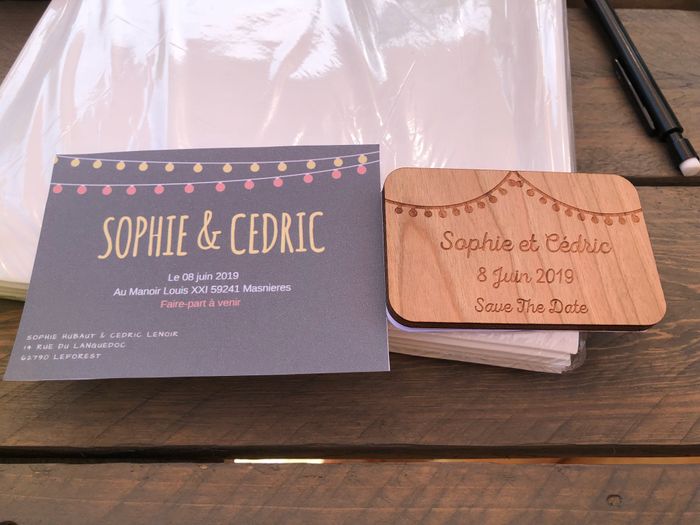 SOPHIE & CEDRIC
Le 08 juin 2019
Au Manoir Louis XXI 59241 Masnieres
Faire-part à venir
SOPHIE HUBAUT & CEDRIC LENOIR
14 RUE DU LANGUEDOC
62790 LEFOREST
Sophie et Cédric
8 Juin 2019
Save The Date